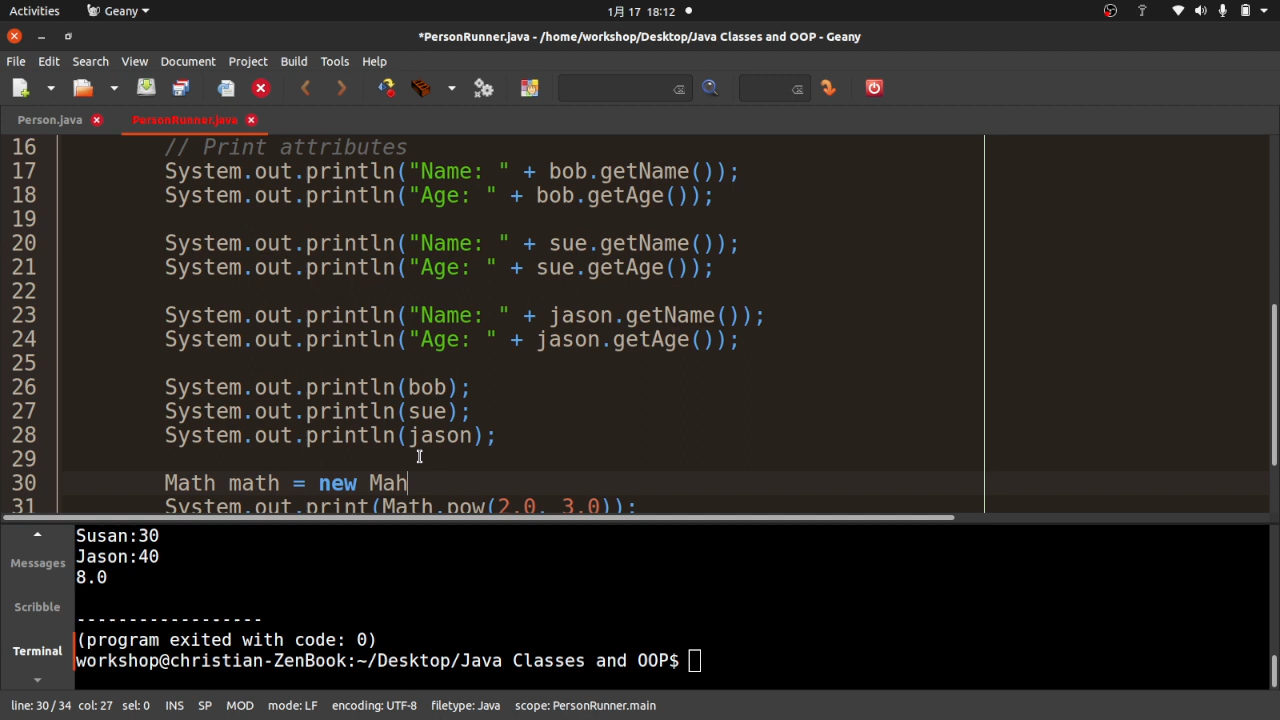 Activities Geany 1月 17 18:12
*PersonRunner.java - /home/workshop/Desktop/Java Classes and OOP - Geany
File Edit Search View Document Project Build Tools Help
Person.java PersonRunner.java
16 // Print attributes
17 System.out.println("Name: " + bob.getName());
18 System.out.println("Age: " + bob.getAge());
19
20 System.out.println("Name: " + sue.getName());
21 System.out.println("Age: " + sue.getAge());
22
23 System.out.println("Name: " + jason.getName());
24 System.out.println("Age: " + jason.getAge());
25
26 System.out.println(bob);
27 System.out.println(sue);
28 System.out.println(jason);
29
30 Math math = new Mah
31 System.out.print(Math.pow(2.0, 3.0));
Messages
Scribble
Terminal
Susan:30
Jason:40
8.0
------------------
(program exited with code: 0)
workshop@christian-ZenBook:~/Desktop/Java Classes and OOP$
line: 30 / 34 col: 27 sel: 0 INS SP MOD mode: LF encoding: UTF-8 filetype: Java scope: PersonRunner.main